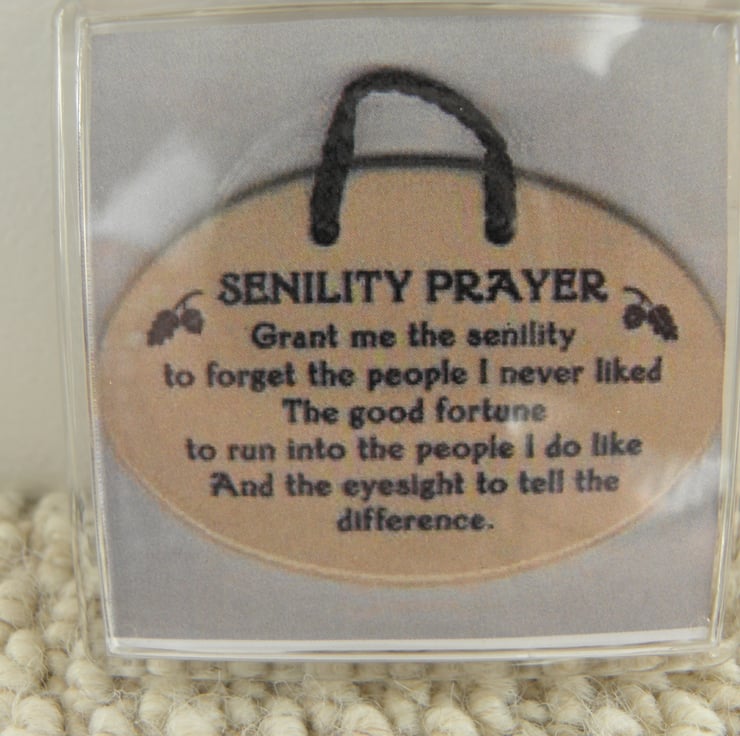 SENILITY PRAYER
Grant me the senility
to forget the people I never liked
The good fortune
to run into the people I do like
And the eyesight to tell the
difference.